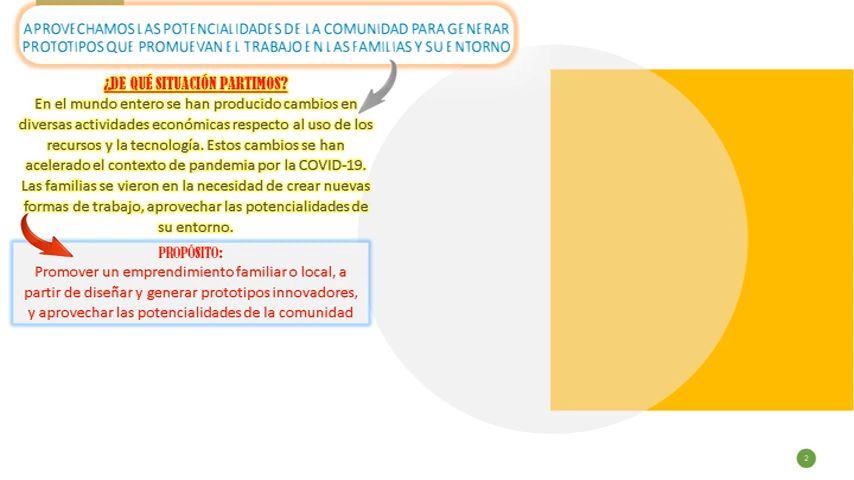 APROVECHAMOS LAS POTENCIALIDADES DE LA COMUNIDAD PARA GENERAR
PROTOTIPOS QUE PROMUEVAN EL TRABAJO EN LAS FAMILIAS Y SU ENTORNO
¿DE QUÉ SITUACIÓN PARTIMOS?
En el mundo entero se han producido cambios en
diversas actividades económicas respecto al uso de los
recursos y la tecnología. Estos cambios se han
acelerado el contexto de pandemia por la COVID-19.
Las familias se vieron en la necesidad de crear nuevas
formas de trabajo, aprovechar las potencialidades de
su entorno.
PROPÓSITO:
Promover un emprendimiento familiar o local, a
partir de diseñar y generar prototipos innovadores,
y aprovechar las potencialidades de la comunidad
2